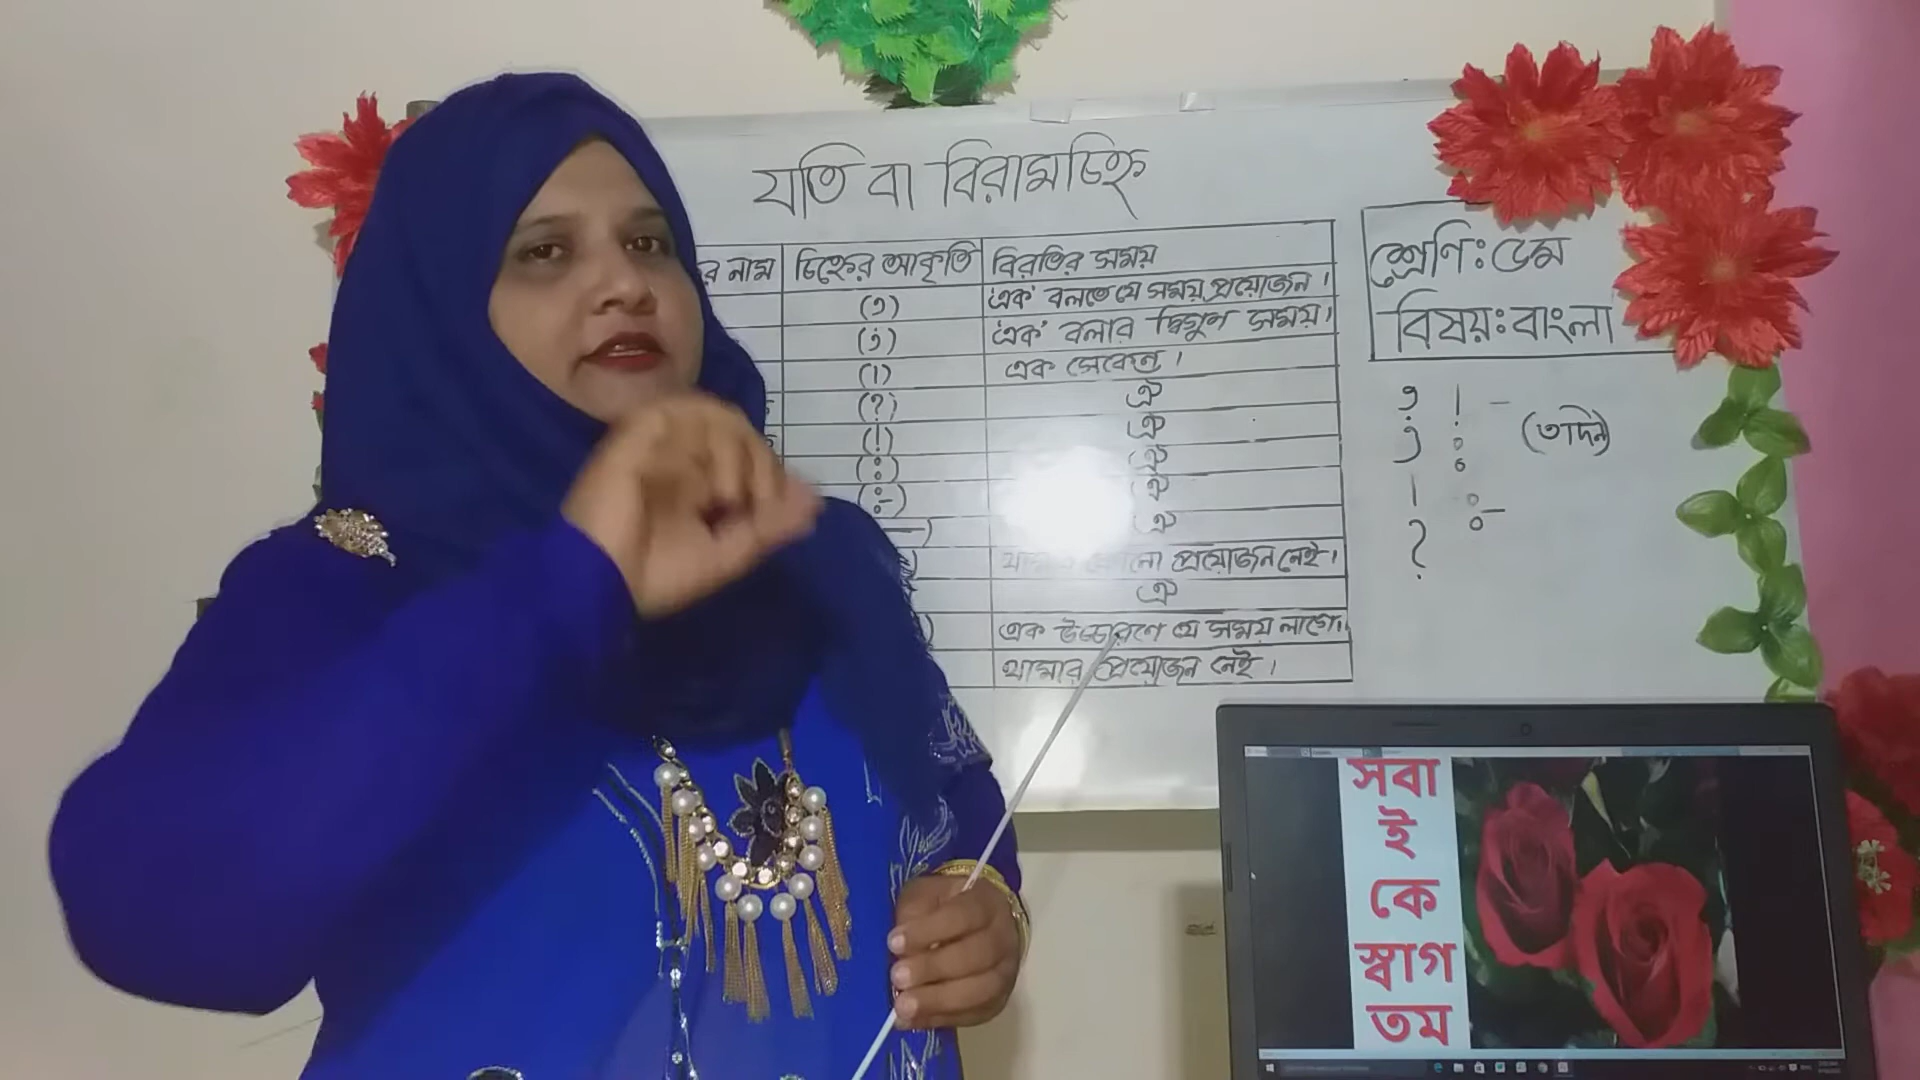 যতি বা বিরামচিহ্ন
র নাম চিহ্নের আকৃতি বিরতির সময়
(,) 'এক' বলতে যে সময় প্রয়োজন।
(;) 'এক' বলার দ্বিগুণ সময়।
(।) এক সেকেন্ড।
(?) ঐ
(!) ঐ
(:) ঐ
(:-) ঐ
—) ঐ
প্রয়োজন নেই।
ঐ
) এক উচ্চারণে যে সময় লাগে।
থামার প্রয়োজন নেই।
শ্রেণি: ৬ষ্ঠ
বিষয়: বাংলা
, ! –
; :
(তাদিন)
। :-
?
সবা
ই
কে
স্বাগ
তম